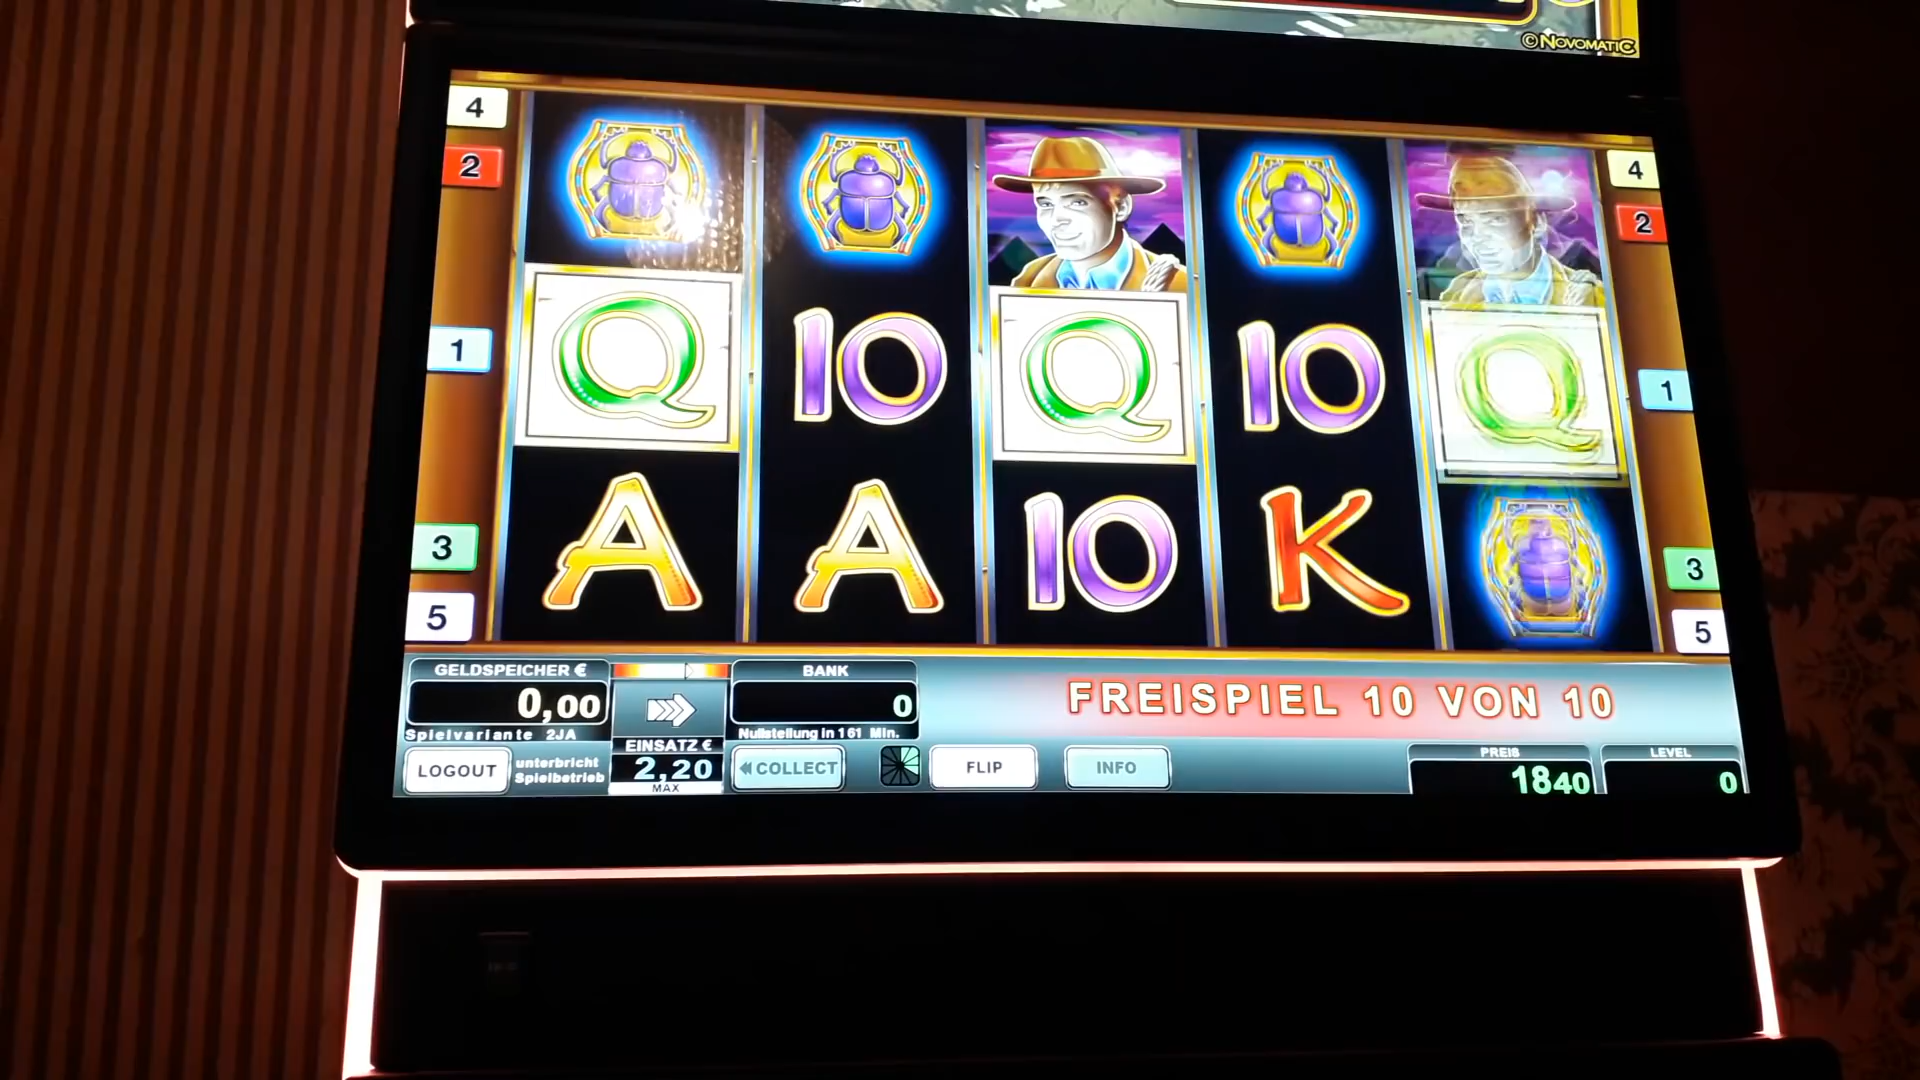 © NOVOMATIC
4
4
2
2
Q
10
Q
10
Q
1
1
A
A
10
K
3
3
5
5
GELDSPEICHER €
BANK
0,00
0
FREISPIEL 10 VON 10
Spielvariante 2JA
Nullstellung in 161 Min.
EINSATZ €
2,20
MAX
LOGOUT
unterbricht
Spielbetrieb
COLLECT
FLIP
INFO
PREIS
1840
LEVEL
0